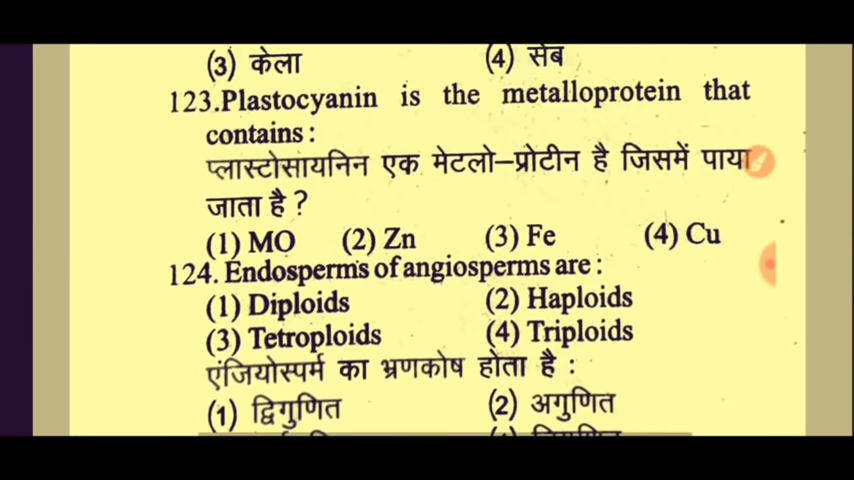 (3) केला (4) सेब
123.Plastocyanin is the metalloprotein that
contains :
प्लास्टोसायनिन एक मेटलो–प्रोटीन है जिसमें पाया
जाता है ?
(1) MO (2) Zn (3) Fe (4) Cu
124. Endosperms of angiosperms are :
(1) Diploids (2) Haploids
(3) Tetroploids (4) Triploids
एंजियोस्पर्म का भ्रणकोष होता है :
(1) द्विगुणित (2) अगुणित